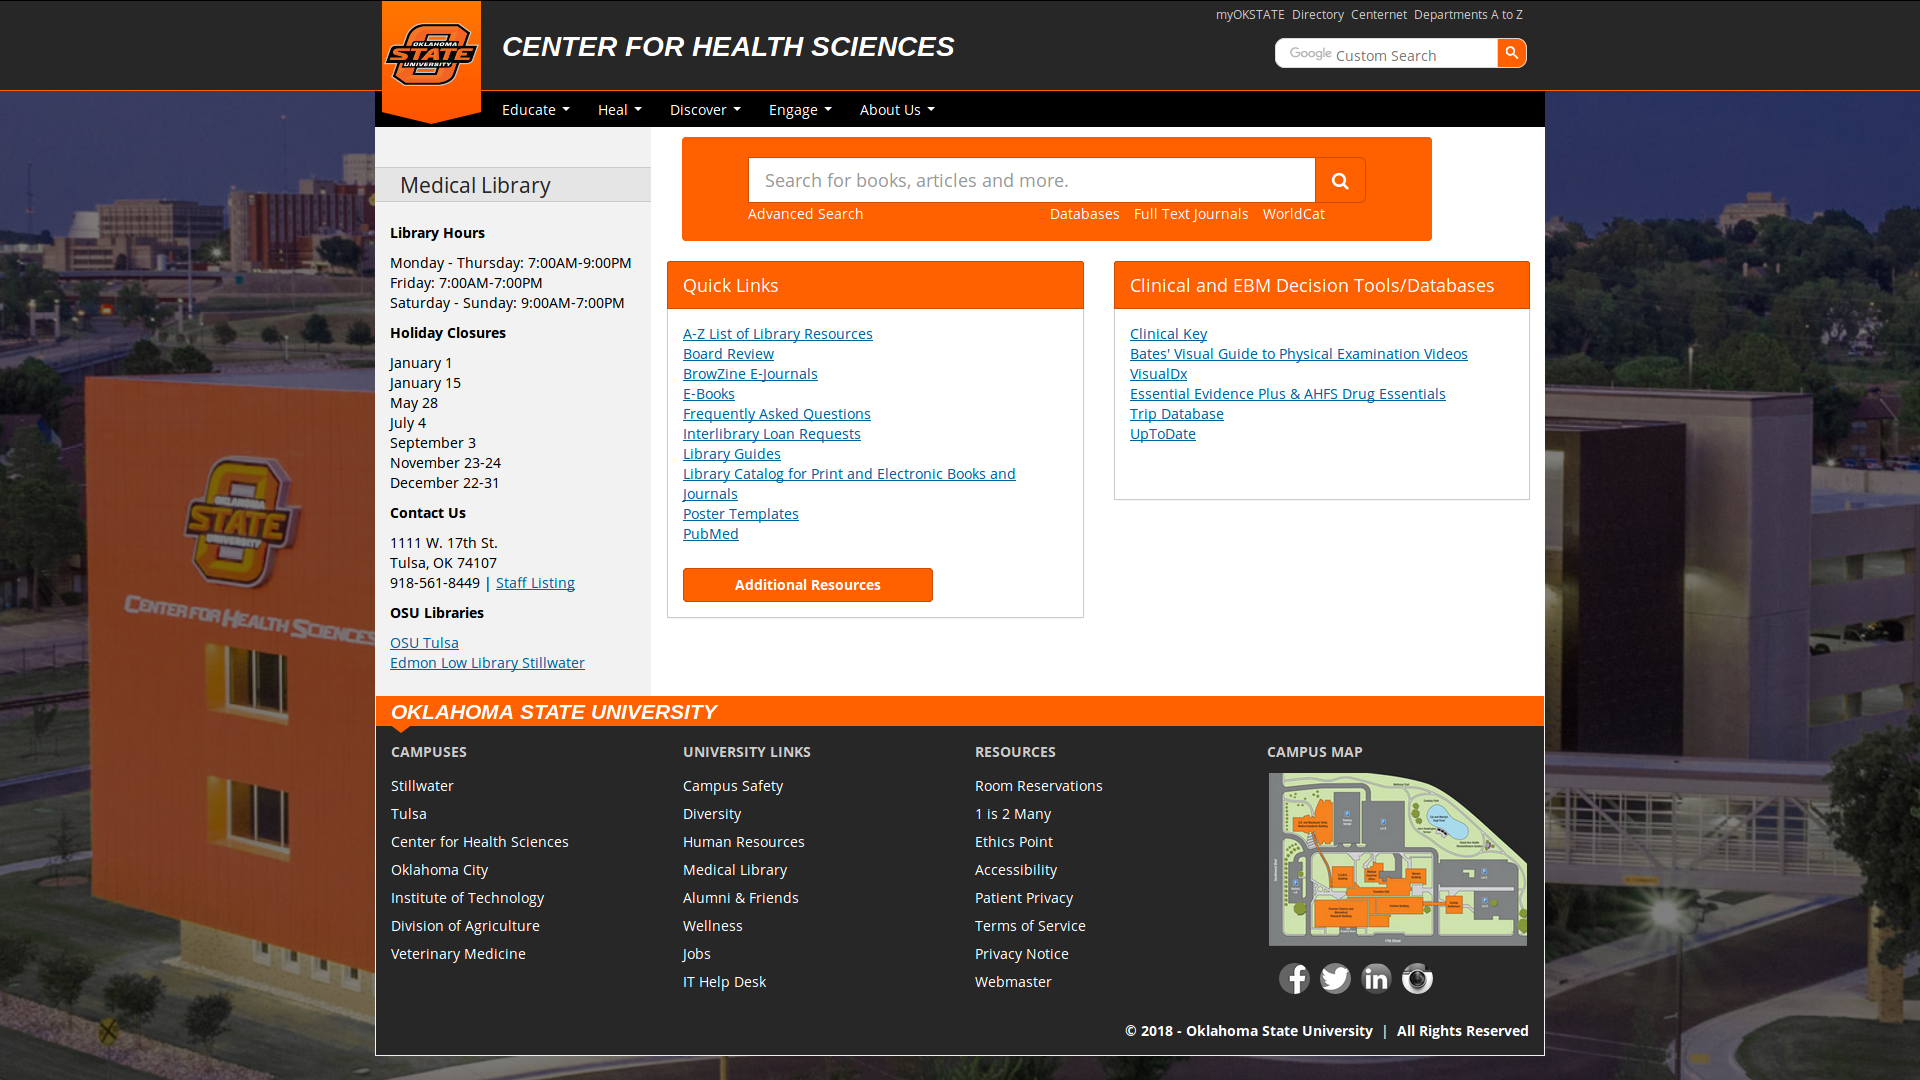 myOKSTATE Directory Centernet Departments A to Z
OKLAHOMA
STATE
UNIVERSITY
CENTER FOR HEALTH SCIENCES
Google Custom Search
Educate Heal Discover Engage About Us
Search for books, articles and more.
Advanced Search Databases Full Text Journals WorldCat
Medical Library
Library Hours
Monday - Thursday: 7:00AM-9:00PM
Friday: 7:00AM-7:00PM
Saturday - Sunday: 9:00AM-7:00PM
Holiday Closures
January 1
January 15
May 28
July 4
September 3
November 23-24
December 22-31
Contact Us
1111 W. 17th St.
Tulsa, OK 74107
918-561-8449 | Staff Listing
OSU Libraries
OSU Tulsa
Edmon Low Library Stillwater
Quick Links
A-Z List of Library Resources
Board Review
BrowZine E-Journals
E-Books
Frequently Asked Questions
Interlibrary Loan Requests
Library Guides
Library Catalog for Print and Electronic Books and
Journals
Poster Templates
PubMed
Additional Resources
Clinical and EBM Decision Tools/Databases
Clinical Key
Bates' Visual Guide to Physical Examination Videos
VisualDx
Essential Evidence Plus & AHFS Drug Essentials
Trip Database
UpToDate
OKLAHOMA
STATE
UNIVERSITY
CENTER FOR HEALTH SCIENCES
OKLAHOMA STATE UNIVERSITY
CAMPUSES
Stillwater
Tulsa
Center for Health Sciences
Oklahoma City
Institute of Technology
Division of Agriculture
Veterinary Medicine
UNIVERSITY LINKS
Campus Safety
Diversity
Human Resources
Medical Library
Alumni & Friends
Wellness
Jobs
IT Help Desk
RESOURCES
Room Reservations
1 is 2 Many
Ethics Point
Accessibility
Patient Privacy
Terms of Service
Privacy Notice
Webmaster
CAMPUS MAP
© 2018 - Oklahoma State University | All Rights Reserved